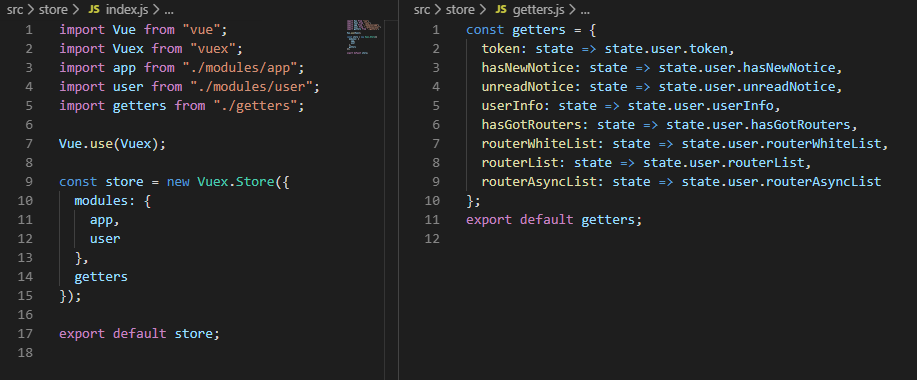 src > store > JS index.js > ...
1 import Vue from "vue";
2 import Vuex from "vuex";
3 import app from "./modules/app";
4 import user from "./modules/user";
5 import getters from "./getters";
6
7 Vue.use(Vuex);
8
9 const store = new Vuex.Store({
10   modules: {
11     app,
12     user
13   },
14   getters
15 });
16
17 export default store;
18
src > store > JS getters.js > ...
1 const getters = {
2   token: state => state.user.token,
3   hasNewNotice: state => state.user.hasNewNotice,
4   unreadNotice: state => state.user.unreadNotice,
5   userInfo: state => state.user.userInfo,
6   hasGotRouters: state => state.user.hasGotRouters,
7   routerWhiteList: state => state.user.routerWhiteList,
8   routerList: state => state.user.routerList,
9   routerAsyncList: state => state.user.routerAsyncList
10 };
11 export default getters;
12